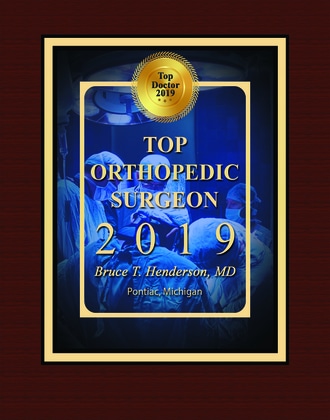 Top
Doctor
2019
TOP
ORTHOPEDIC
SURGEON
2019
Bruce T. Henderson, MD
Pontiac, Michigan